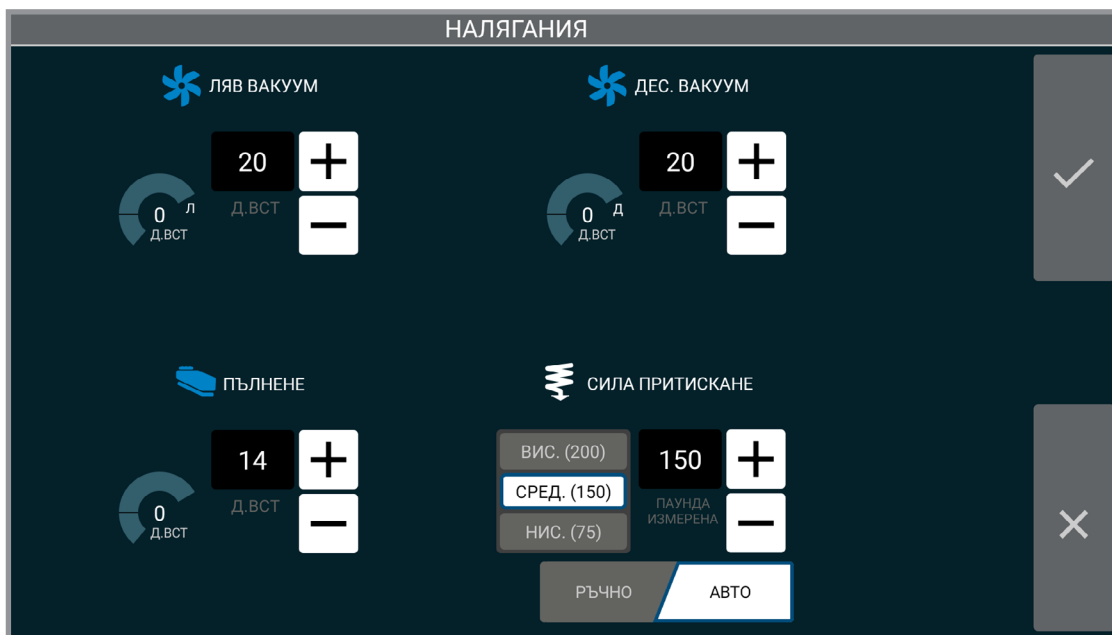 НАЛЯГАНИЯ
ЛЯВ ВАКУУМ
20
Д.ВСТ
0
Л
Д.ВСТ
ДЕС. ВАКУУМ
20
Д.ВСТ
0
Д
Д.ВСТ
ПЪЛНЕНЕ
14
Д.ВСТ
0
Д.ВСТ
СИЛА ПРИТИСКАНЕ
ВИС. (200)
СРЕД. (150)
НИС. (75)
150
ПАУНДА
ИЗМЕРЕНА
РЪЧНО
АВТО